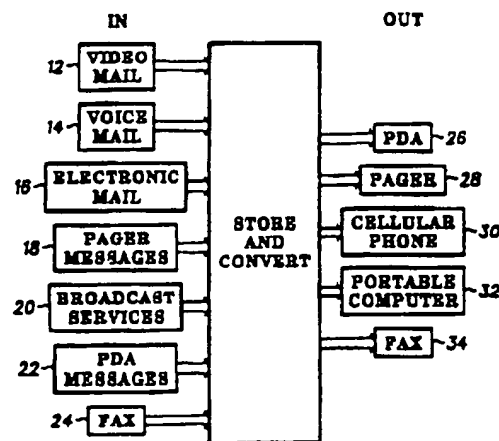 IN
OUT
12
VIDEO
MAIL
14
VOICE
MAIL
16
ELECTRONIC
MAIL
18
PAGER
MESSAGES
20
BROADCAST
SERVICES
22
PDA
MESSAGES
24
FAX
STORE
AND
CONVERT
PDA
26
PAGER
28
CELLULAR
PHONE
30
PORTABLE
COMPUTER
32
FAX
34